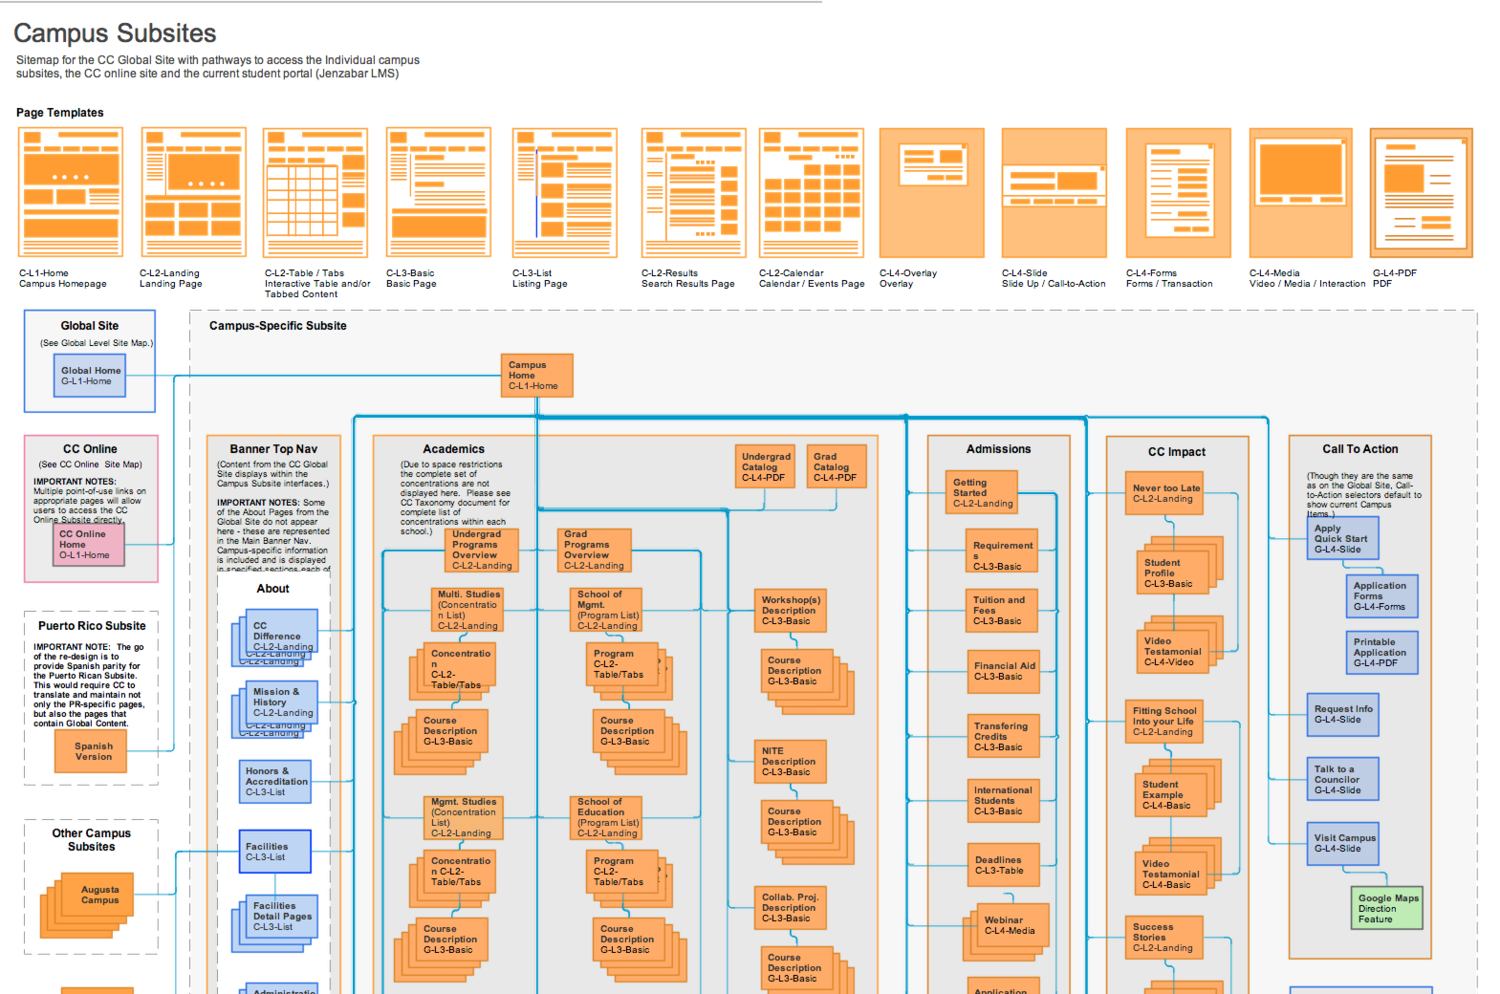 Campus Subsites
Sitemap for the CC Global Site with pathways to access the Individual campus
subsites, the CC online site and the current student portal (Jenzabar LMS)
Page Templates
C-L1-Home
Campus Homepage
C-L2-Landing
Landing Page
C-L2-Table / Tabs
Interactive Table and/or
Tabbed Content
C-L3-Basic
Basic Page
C-L3-List
Listing Page
C-L2-Results
Search Results Page
C-L2-Calendar
Calendar / Events Page
C-L4-Overlay
Overlay
C-L4-Slide
Slide Up / Call-to-Action
C-L4-Forms
Forms / Transaction
C-L4-Media
Video / Media / Interaction
G-L4-PDF
PDF
Global Site
(See Global Level Site Map.)
Global Home
G-L1-Home
CC Online
(See CC Online Site Map)
IMPORTANT NOTES:
Multiple point-of-use links on
appropriate pages will allow
users to access the CC
Online Subsite directly.
CC Online
Home
O-L1-Home
Puerto Rico Subsite
IMPORTANT NOTE: The go
of the re-design is to
provide Spanish parity for
the Puerto Rican Subsite.
This would require CC to
translate and maintain not
only the PR-specific pages,
but also the pages that
contain Global Content.
Spanish
Version
Other Campus
Subsites
Augusta
Campus
Campus-Specific Subsite
Campus
Home
C-L1-Home
Banner Top Nav
(Content from the CC Global
Site displays within the
Campus Subsite interfaces.)
IMPORTANT NOTES: Some
of the About Pages from the
Global Site do not appear
here - these are represented
in the Main Banner Nav.
Campus-specific information
is included and is displayed
in specified sections each of
About
CC
Difference
C-L2-Landing
C-L2-Landing
C-L2-Landing
Mission &
History
C-L2-Landing
C-L2-Landing
C-L2-Landing
Honors &
Accreditation
C-L3-List
Facilities
C-L3-List
Facilities
Detail Pages
C-L3-List
Administratio
Academics
(Due to space restrictions
the complete set of
concentrations are not
displayed here. Please see
CC Taxonomy document for
complete list of
concentrations within each
school.)
Undergrad
Catalog
C-L4-PDF
Grad
Catalog
C-L4-PDF
Undergrad
Programs
Overview
C-L2-Landing
Grad
Programs
Overview
C-L2-Landing
Multi. Studies
(Concentratio
n List)
C-L2-Landing
Concentratio
n
C-L2-
Table/Tabs
Course
Description
G-L3-Basic
Mgmt. Studies
(Concentration
List)
C-L2-Landing
Concentratio
n C-L2-
Table/Tabs
Course
Description
G-L3-Basic
School of
Mgmt.
(Program List)
C-L2-Landing
Program
C-L2-
Table/Tabs
Course
Description
G-L3-Basic
School of
Education
(Program List)
C-L2-Landing
Program
C-L2-
Table/Tabs
Course
Description
G-L3-Basic
Workshop(s)
Description
C-L3-Basic
Course
Description
G-L3-Basic
NITE
Description
C-L3-Basic
Course
Description
G-L3-Basic
Collab. Proj.
Description
C-L3-Basic
Course
Description
G-L3-Basic
Admissions
Getting
Started
C-L2-Landing
Requirement
s
C-L3-Basic
Tuition and
Fees
C-L3-Basic
Financial Aid
C-L3-Basic
Transfering
Credits
C-L3-Basic
International
Students
C-L3-Basic
Deadlines
C-L3-Table
Webinar
C-L4-Media
Application
CC Impact
Never too Late
C-L2-Landing
Student
Profile
C-L3-Basic
Video
Testamonial
C-L4-Video
Fitting School
Into your Life
C-L2-Landing
Student
Example
C-L4-Basic
Video
Testamonial
C-L4-Basic
Success
Stories
C-L2-Landing
Call To Action
(Though they are the same
as on the Global Site, Call-
to-Action selectors default to
show current Campus
Items.)
Apply
Quick Start
G-L4-Slide
Application
Forms
G-L4-Forms
Printable
Application
G-L4-PDF
Request Info
G-L4-Slide
Talk to a
Councilor
G-L4-Slide
Visit Campus
G-L4-Slide
Google Maps
Direction
Feature